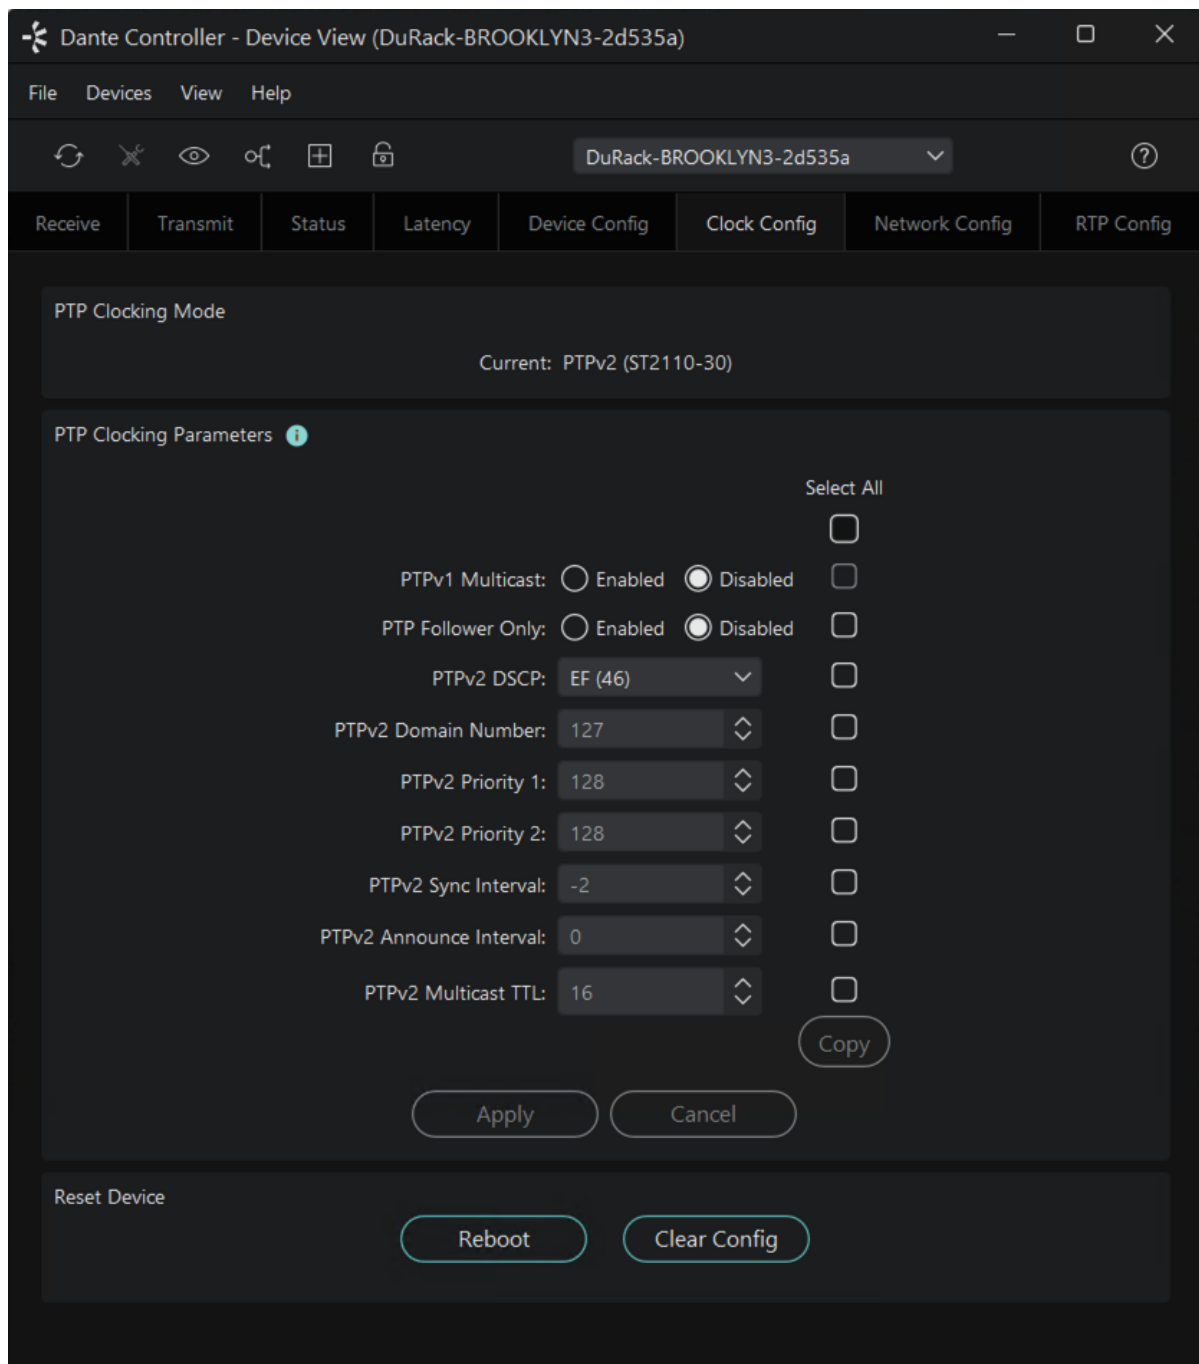 Dante Controller - Device View (DuRack-BROOKLYN3-2d535a)
File Devices View Help
DuRack-BROOKLYN3-2d535a
Receive Transmit Status Latency Device Config Clock Config Network Config RTP Config
PTP Clocking Mode
Current: PTPv2 (ST2110-30)
PTP Clocking Parameters
Select All
PTPv1 Multicast: Enabled Disabled
PTP Follower Only: Enabled Disabled
PTPv2 DSCP: EF (46)
PTPv2 Domain Number: 127
PTPv2 Priority 1: 128
PTPv2 Priority 2: 128
PTPv2 Sync Interval: -2
PTPv2 Announce Interval: 0
PTPv2 Multicast TTL: 16
Copy
Apply Cancel
Reset Device
Reboot Clear Config